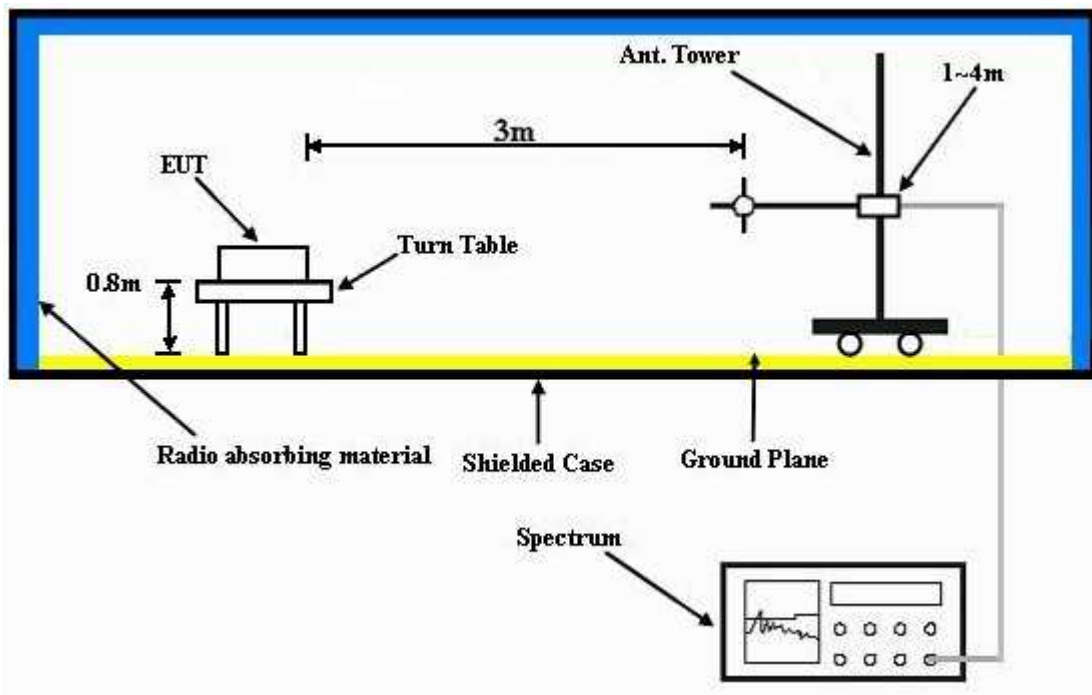 Ant. Tower
1~4m
3m
EUT
Turn Table
0.8m
Radio absorbing material
Shielded Case
Ground Plane
Spectrum